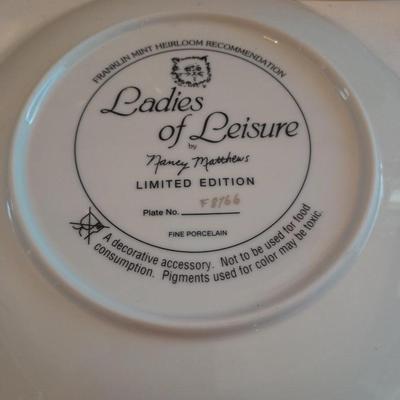 FRANKLIN MINT HEIRLOOM RECOMMENDATION
Ladies
of Leisure
by
Nancy Matthews
LIMITED EDITION
Plate No. F8766
FINE PORCELAIN
A decorative accessory. Not to be used for food
consumption. Pigments used for color may be toxic.